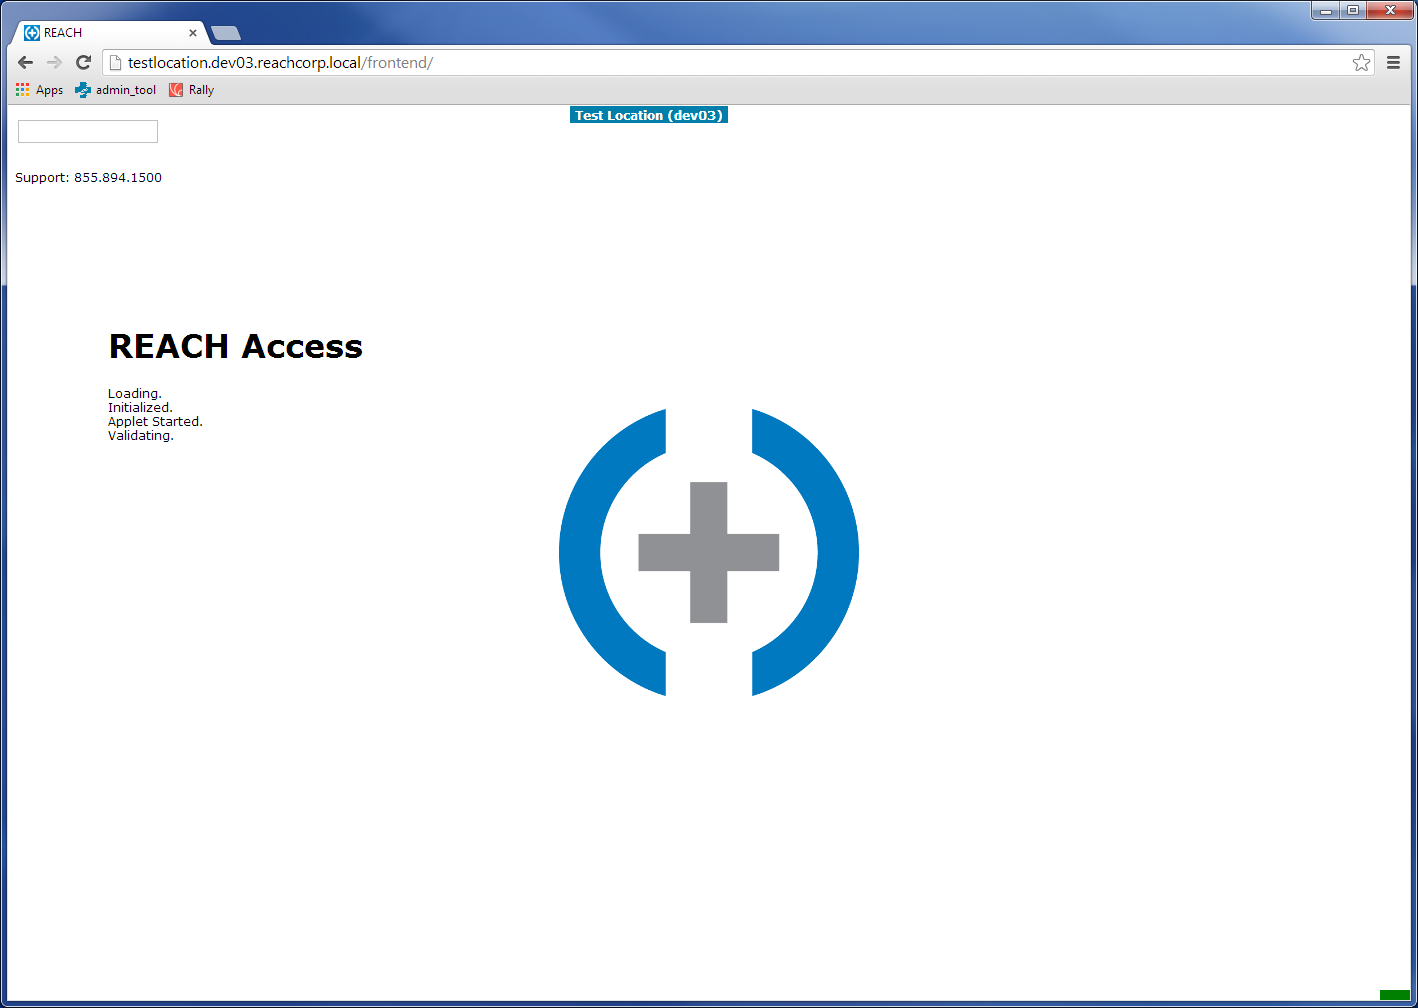 REACH
testlocation.dev03.reachcorp.local/frontend/
Apps admin_tool Rally
Test Location (dev03)
Support: 855.894.1500
REACH Access
Loading.
Initialized.
Applet Started.
Validating.